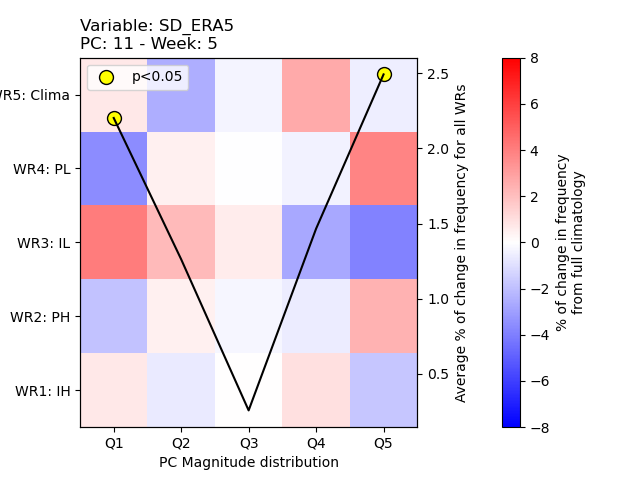 Variable: SD_ERA5
PC: 11 - Week: 5
p<0.05
WR5: Clima
WR4: PL
WR3: IL
WR2: PH
WR1: IH
Q1 Q2 Q3 Q4 Q5
PC Magnitude distribution
2.5
2.0
1.5
1.0
0.5
Average % of change in frequency for all WRs
8
6
4
2
0
−2
−4
−6
−8
% of change in frequency
from full climatology